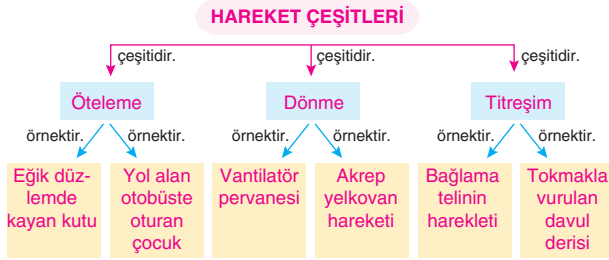 HAREKET ÇEŞİTLERİ
çeşitidir.
çeşitidir.
çeşitidir.
Öteleme
Dönme
Titreşim
örnektir.
örnektir.
örnektir.
örnektir.
örnektir.
örnektir.
Eğik düz-
lemde
kayan kutu
Yol alan
otobüste
oturan
çocuk
Vantilatör
pervanesi
Akrep
yelkovan
hareketi
Bağlama
telinin
harekleti
Tokmakla
vurulan
davul
derisi